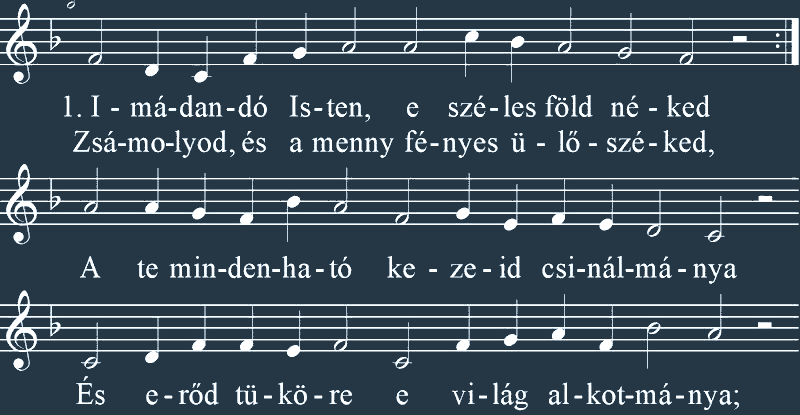 1. I - má-dan-dó Is-ten, e szé-les föld né - ked
Zsá-mo-lyod, és a menny fé-nyes ü - lő - szé-ked,
A te min-den-ha-tó ke - ze-id csi-nál-má-nya
És e-rőd tü-kö-re e vi-lág al-kot-má-nya;